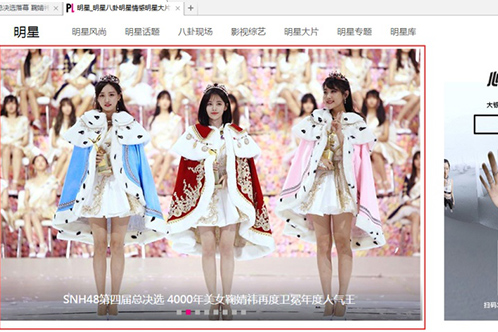 总决选落幕 鞠婧祎
PL 明星_明星八卦明星情感明星大片
明星 明星风尚 明星话题 八卦现场 影视综艺 明星大片 明星专题 明星库
大银
SNH48第四届总决选 4000年美女鞠婧祎再度卫冕年度人气王
扫码